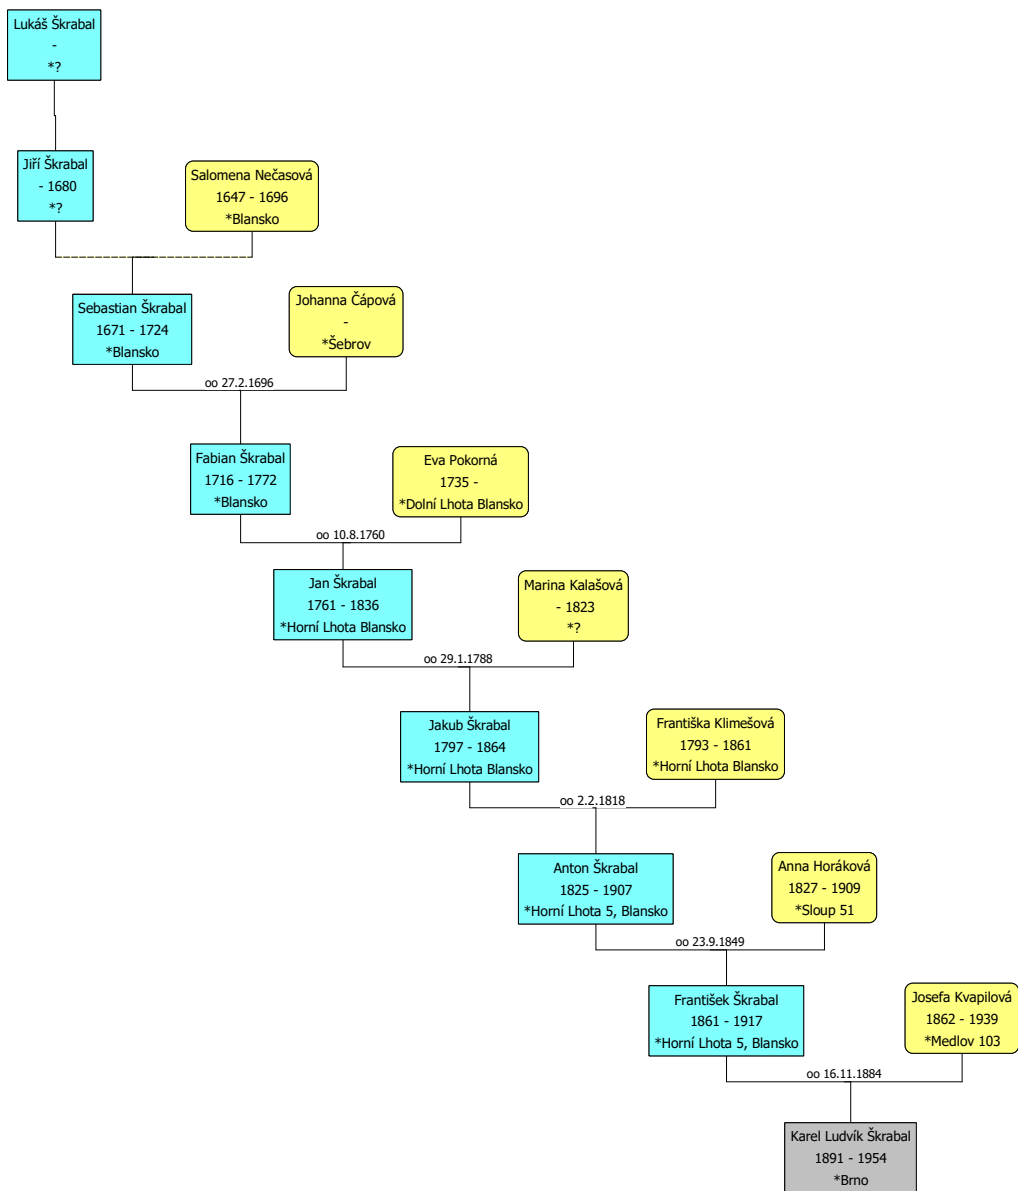 Lukáš Škrabal
-
*?
Jiří Škrabal
- 1680
*?
Salomena Nečasová
1647 - 1696
*Blansko
Sebastian Škrabal
1671 - 1724
*Blansko
Johanna Čápová
-
*Šebrov
oo 27.2.1696
Fabian Škrabal
1716 - 1772
*Blansko
Eva Pokorná
1735 -
*Dolní Lhota Blansko
oo 10.8.1760
Jan Škrabal
1761 - 1836
*Horní Lhota Blansko
Marina Kalašová
- 1823
*?
oo 29.1.1788
Jakub Škrabal
1797 - 1864
*Horní Lhota Blansko
Františka Klimešová
1793 - 1861
*Horní Lhota Blansko
oo 2.2.1818
Anton Škrabal
1825 - 1907
*Horní Lhota 5, Blansko
Anna Horáková
1827 - 1909
*Sloup 51
oo 23.9.1849
František Škrabal
1861 - 1917
*Horní Lhota 5, Blansko
Josefa Kvapilová
1862 - 1939
*Medlov 103
oo 16.11.1884
Karel Ludvík Škrabal
1891 - 1954
*Brno